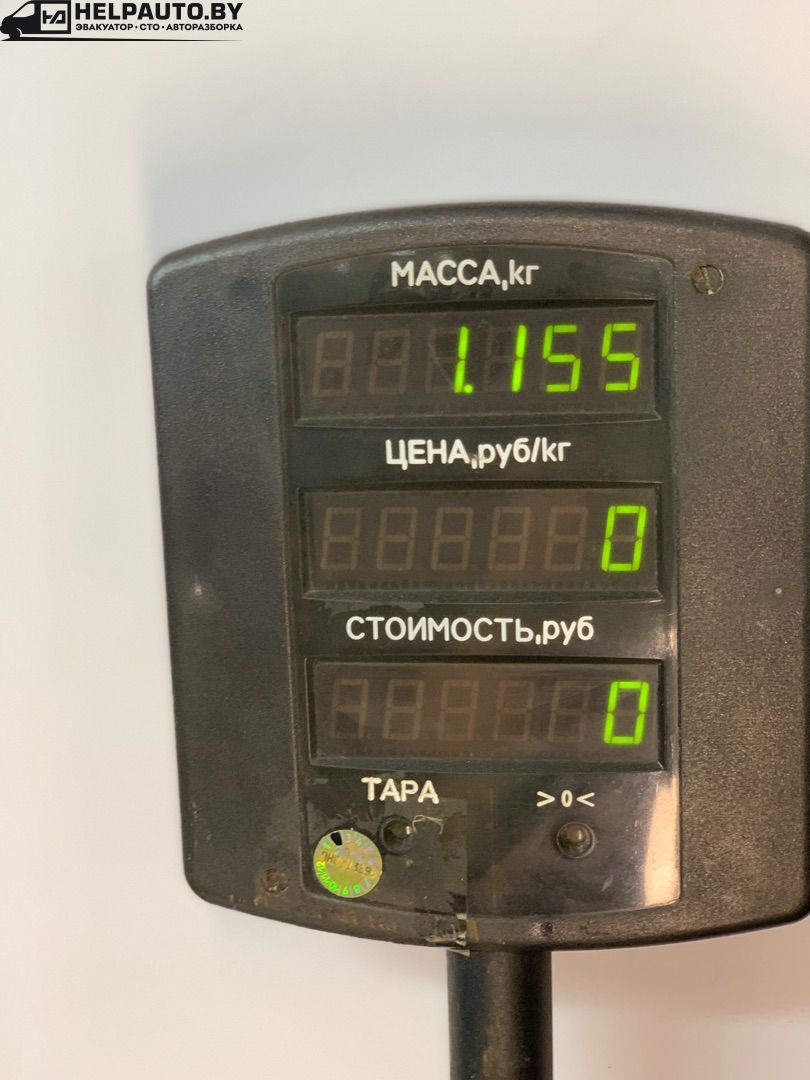 HELPAUTO.BY
ЭВАКУАТОР • СТО • АВТОРАЗБОРКА
МАССА,кг
1.155
ЦЕНА,руб/кг
0
СТОИМОСТЬ,руб
0
ТАРА >0<